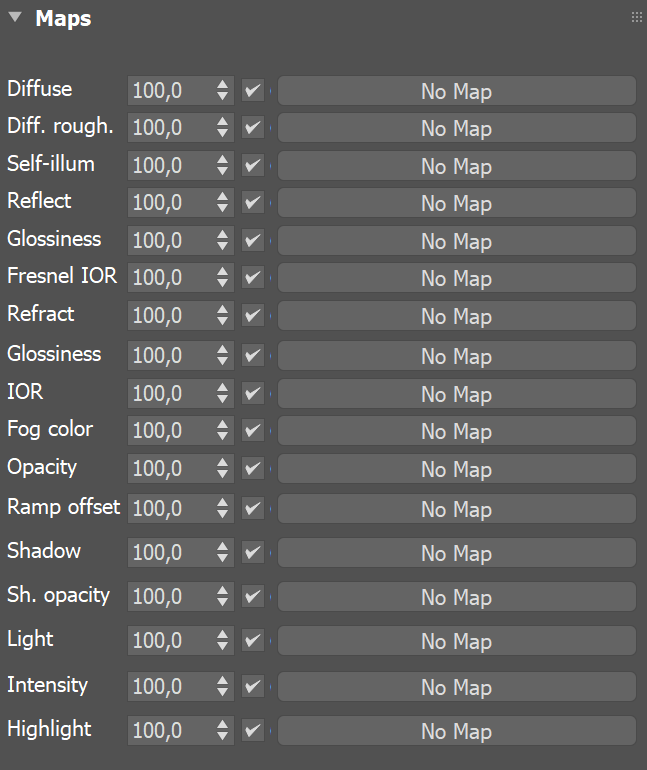 Maps
Diffuse 100,0 No Map
Diff. rough. 100,0 No Map
Self-illum 100,0 No Map
Reflect 100,0 No Map
Glossiness 100,0 No Map
Fresnel IOR 100,0 No Map
Refract 100,0 No Map
Glossiness 100,0 No Map
IOR 100,0 No Map
Fog color 100,0 No Map
Opacity 100,0 No Map
Ramp offset 100,0 No Map
Shadow 100,0 No Map
Sh. opacity 100,0 No Map
Light 100,0 No Map
Intensity 100,0 No Map
Highlight 100,0 No Map